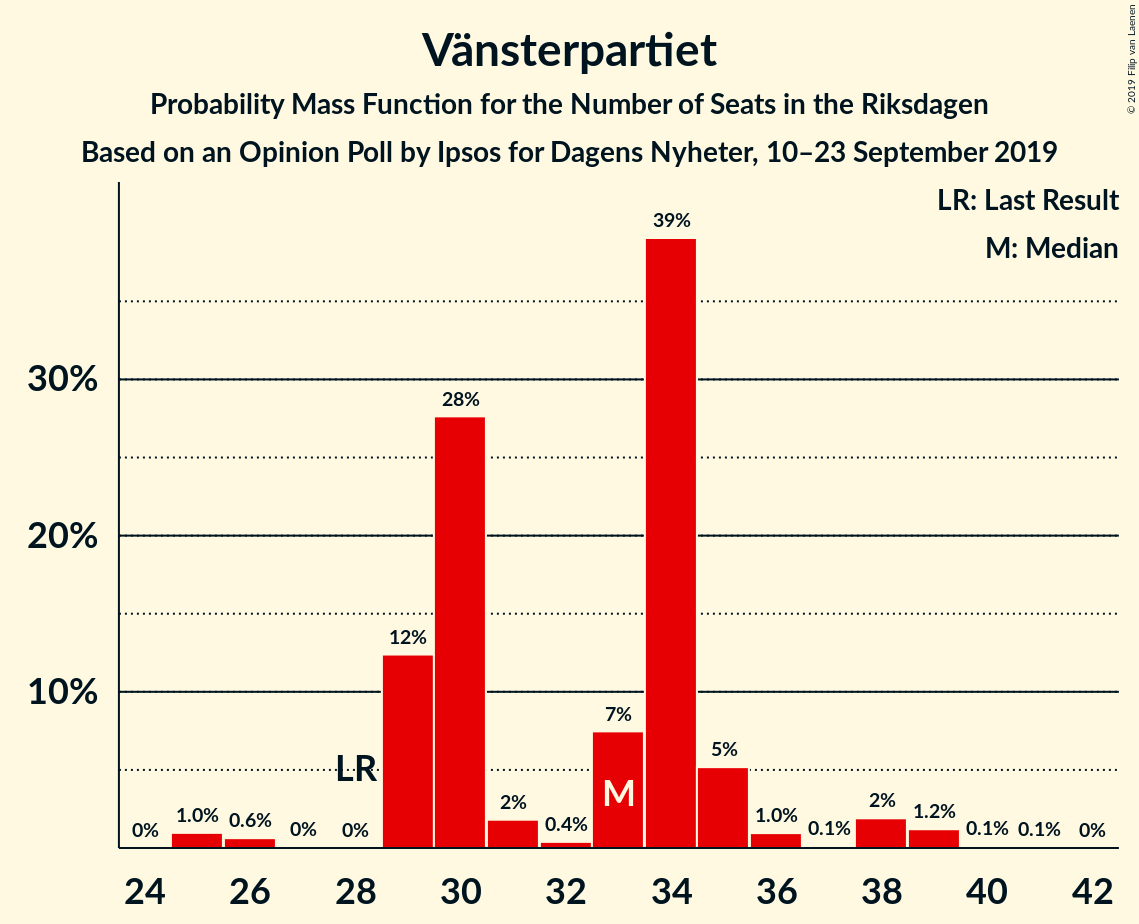 Vänsterpartiet
Probability Mass Function for the Number of Seats in the Riksdagen
Based on an Opinion Poll by Ipsos for Dagens Nyheter, 10–23 September 2019
© 2019 Filip van Laenen
LR: Last Result
M: Median
30%
20%
10%
0%
1.0%
0.6%
0%
0%
12%
28%
2%
0.4%
7%
39%
5%
1.0%
0.1%
2%
1.2%
0.1%
0.1%
0%
LR
M
24 26 28 30 32 34 36 38 40 42